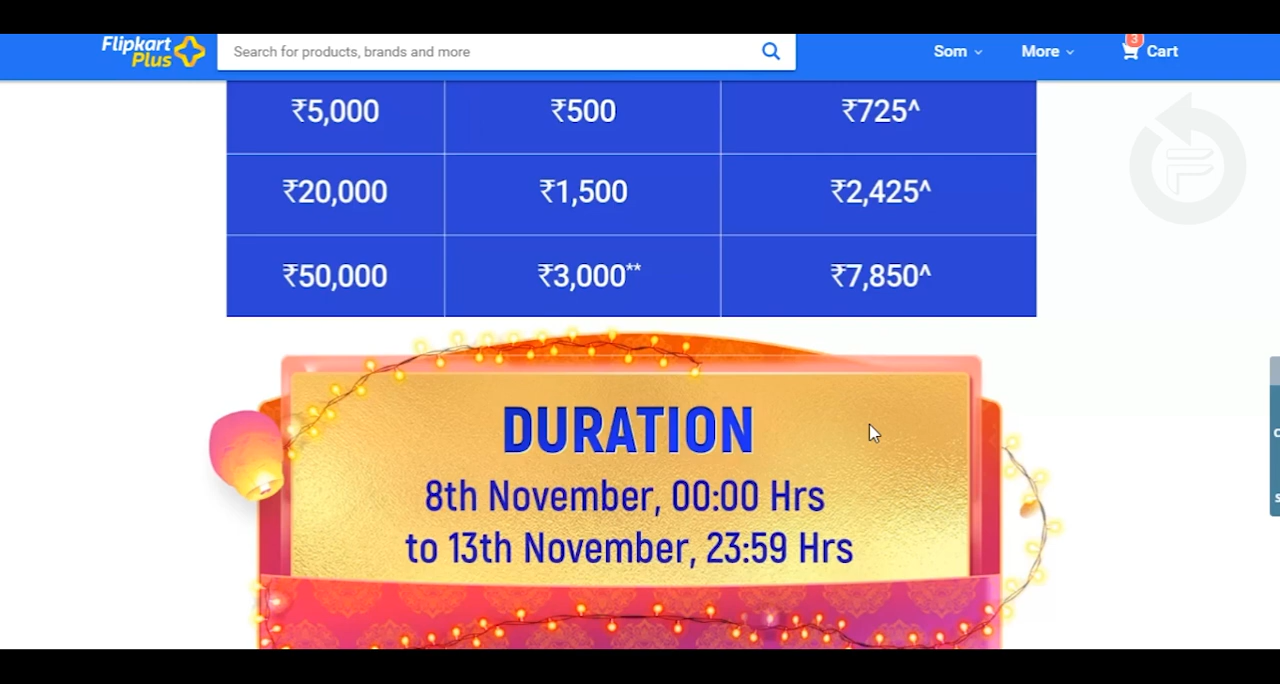 Flipkart
Plus
Search for products, brands and more
Som
More
3
Cart
₹5,000 ₹500 ₹725^
₹20,000 ₹1,500 ₹2,425^
₹50,000 ₹3,000** ₹7,850^
DURATION
8th November, 00:00 Hrs
to 13th November, 23:59 Hrs